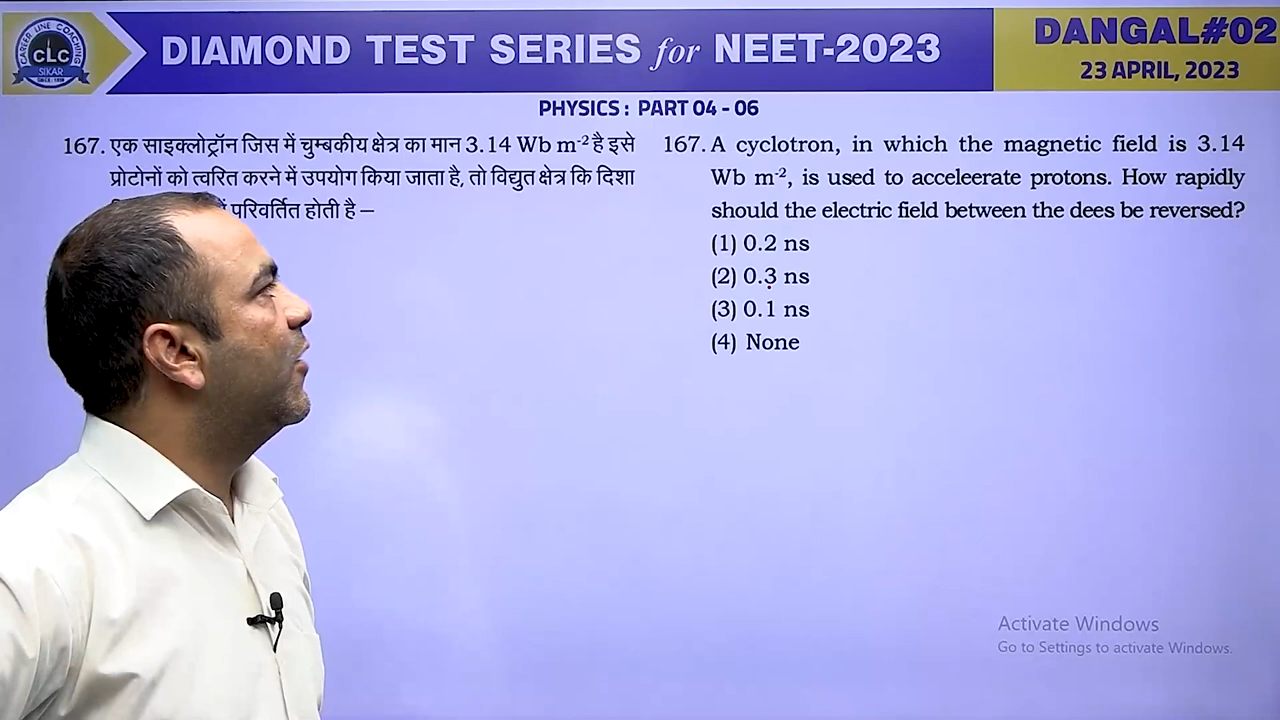 CAREER LINE COACHING
CLC
SIKAR
DIAMOND TEST SERIES for NEET-2023
DANGAL#02
23 APRIL, 2023
PHYSICS : PART 04 - 06
167. एक साइक्लोट्रॉन जिस में चुम्बकीय क्षेत्र का मान 3.14 Wb m-2 है इसे
प्रोटोनों को त्वरित करने में उपयोग किया जाता है, तो विद्युत क्षेत्र कि दिशा
परिवर्तित होती है –
167. A cyclotron, in which the magnetic field is 3.14
Wb m-2, is used to acceleerate protons. How rapidly
should the electric field between the dees be reversed?
(1) 0.2 ns
(2) 0.3 ns
(3) 0.1 ns
(4) None
Activate Windows
Go to Settings to activate Windows.